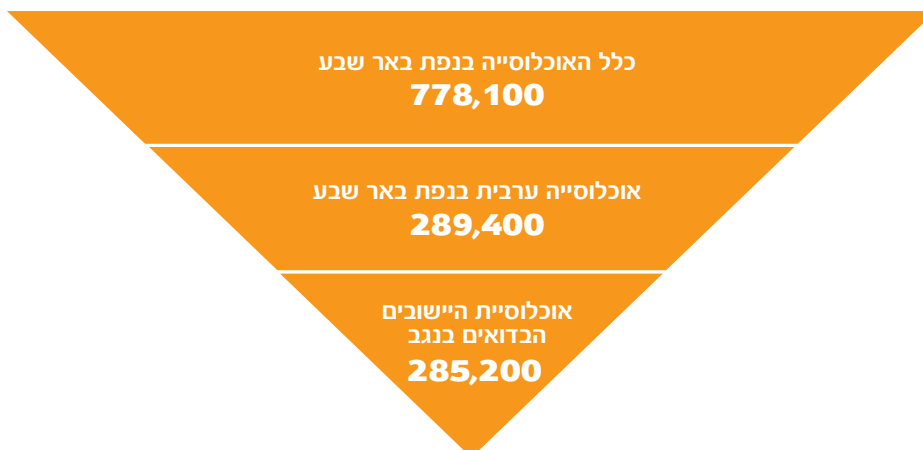 כלל האוכלוסייה בנפת באר שבע
778,100
אוכלוסייה ערבית בנפת באר שבע
289,400
אוכלוסיית היישובים
הבדואים בנגב
285,200